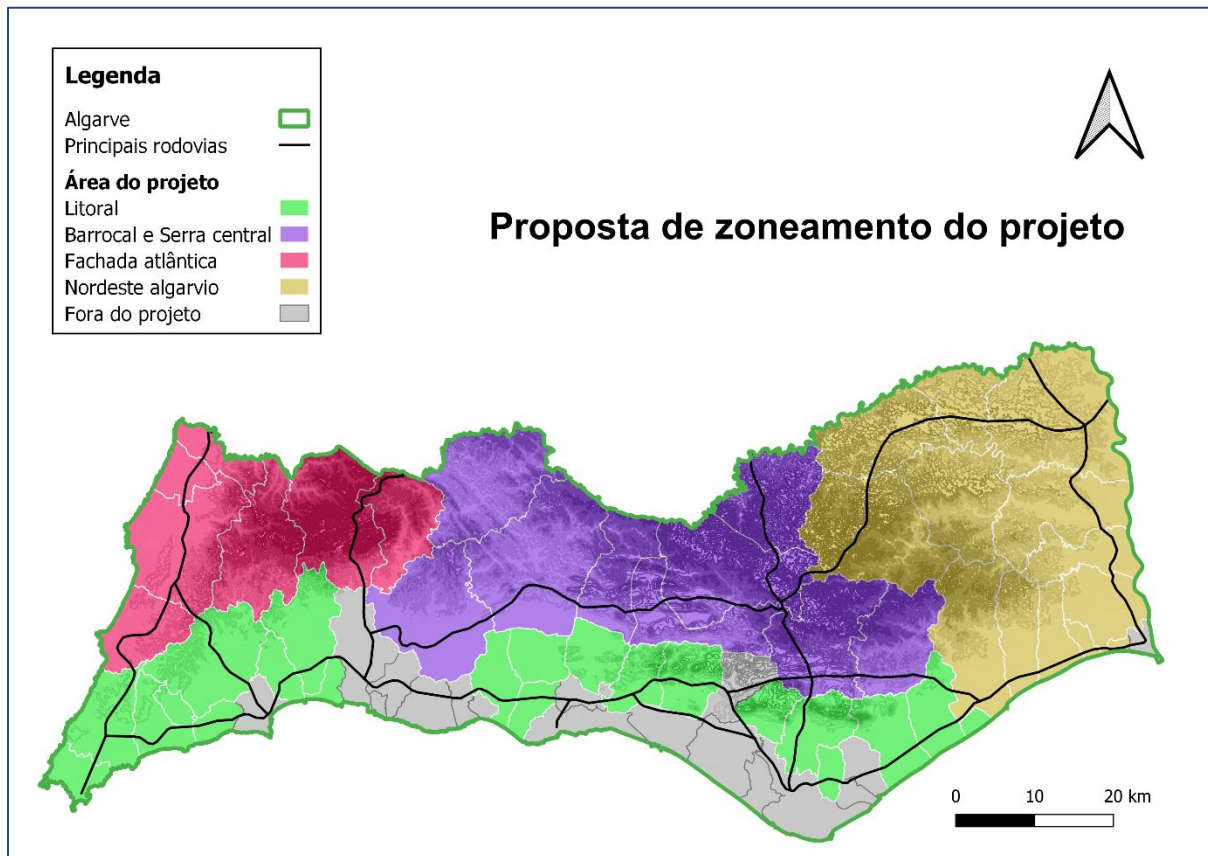 Legenda
Algarve
Principais rodovias
Área do projeto
Litoral
Barrocal e Serra central
Fachada atlântica
Nordeste algarvio
Fora do projeto
Proposta de zoneamento do projeto
0 10 20 km